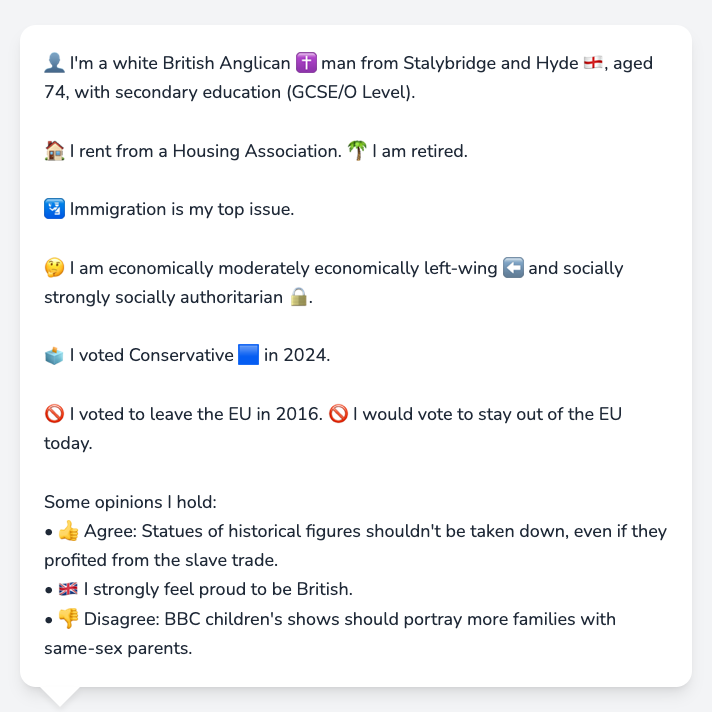 👤 I'm a white British Anglican ✝️ man from Stalybridge and Hyde 🏴󠁧󠁢󠁥󠁮󠁧󠁿, aged
74, with secondary education (GCSE/O Level).
🏠 I rent from a Housing Association. 🌴 I am retired.
🛂 Immigration is my top issue.
🤔 I am economically moderately economically left-wing ⬅️ and socially
strongly socially authoritarian 🔒.
🗳️ I voted Conservative 🟦 in 2024.
🚫 I voted to leave the EU in 2016. 🚫 I would vote to stay out of the EU
today.
Some opinions I hold:
• 👍 Agree: Statues of historical figures shouldn't be taken down, even if they
profited from the slave trade.
• 🇬🇧 I strongly feel proud to be British.
• 👎 Disagree: BBC children's shows should portray more families with
same-sex parents.